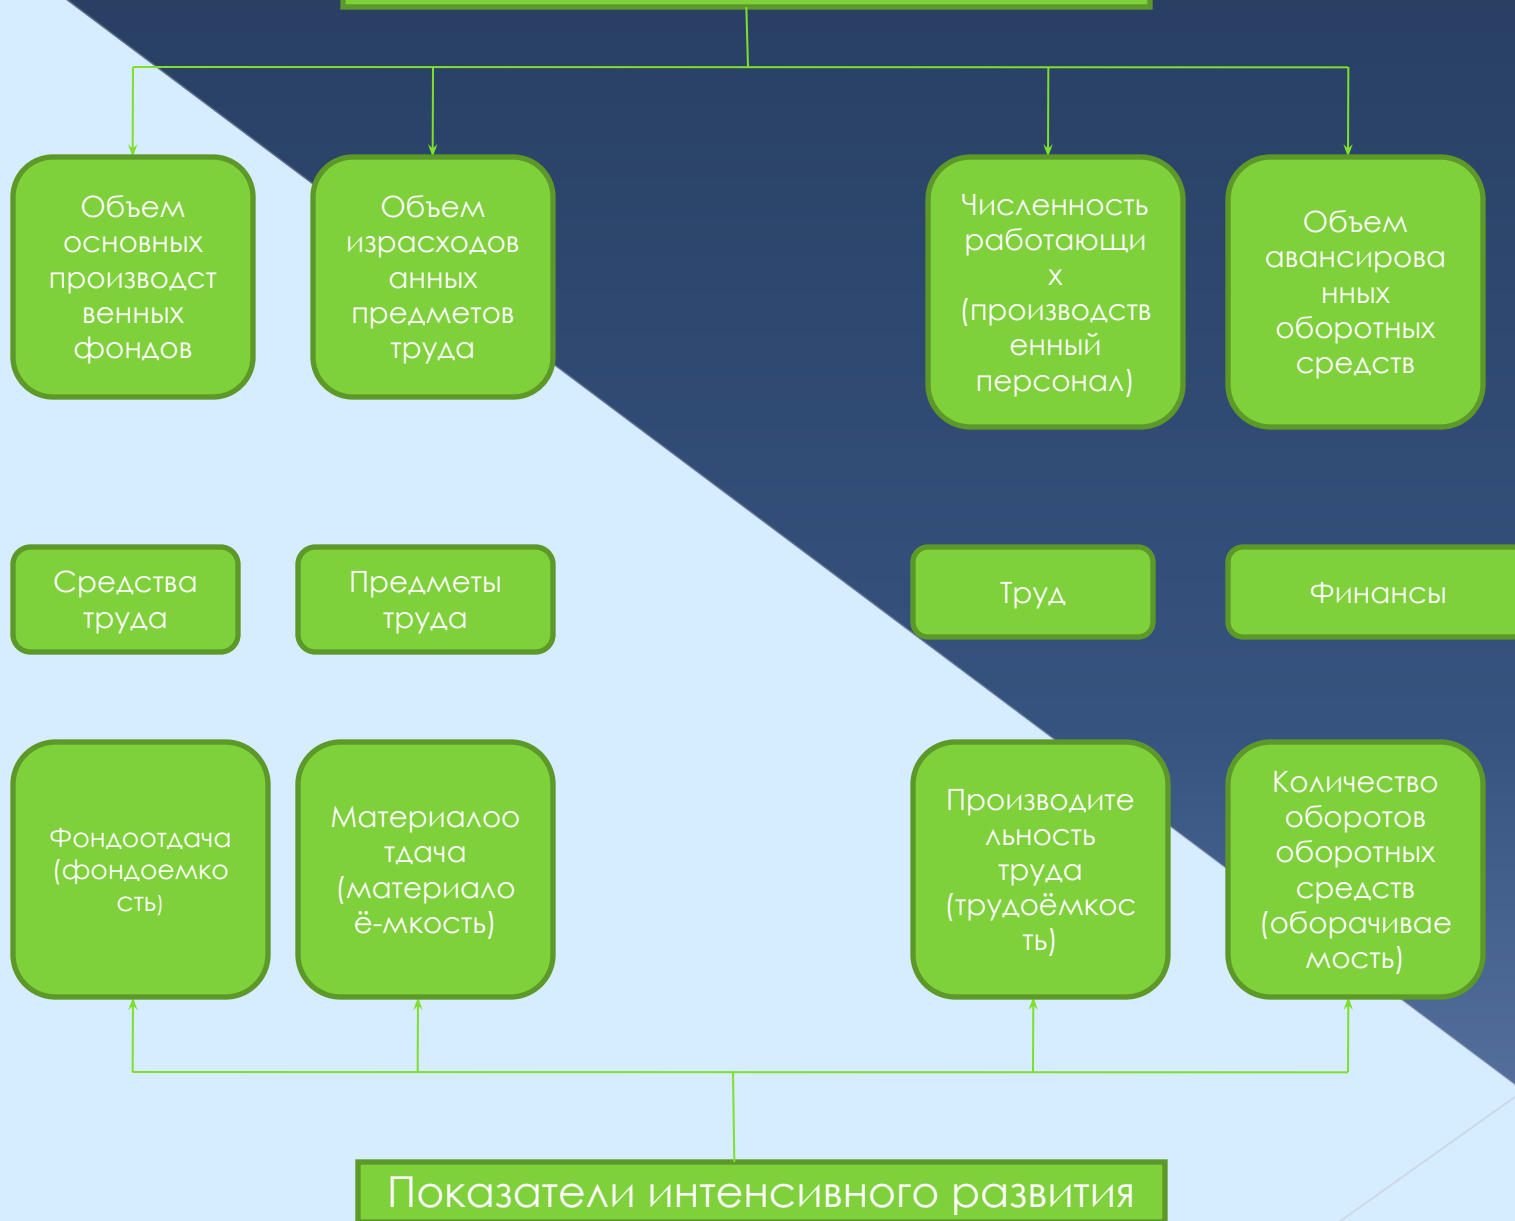 Объем
основных
производст
венных
фондов
Объем
израсходов
анных
предметов
труда
Численность
работающи
х
(производств
енный
персонал)
Объем
авансирова
нных
оборотных
средств
Средства
труда
Предметы
труда
Труд
Финансы
Фондоотдача
(фондоемко
сть)
Материалоо
тдача
(материало
ё-мкость)
Производите
льность
труда
(трудоёмкос
ть)
Количество
оборотов
оборотных
средств
(оборачивае
мость)
Показатели интенсивного развития